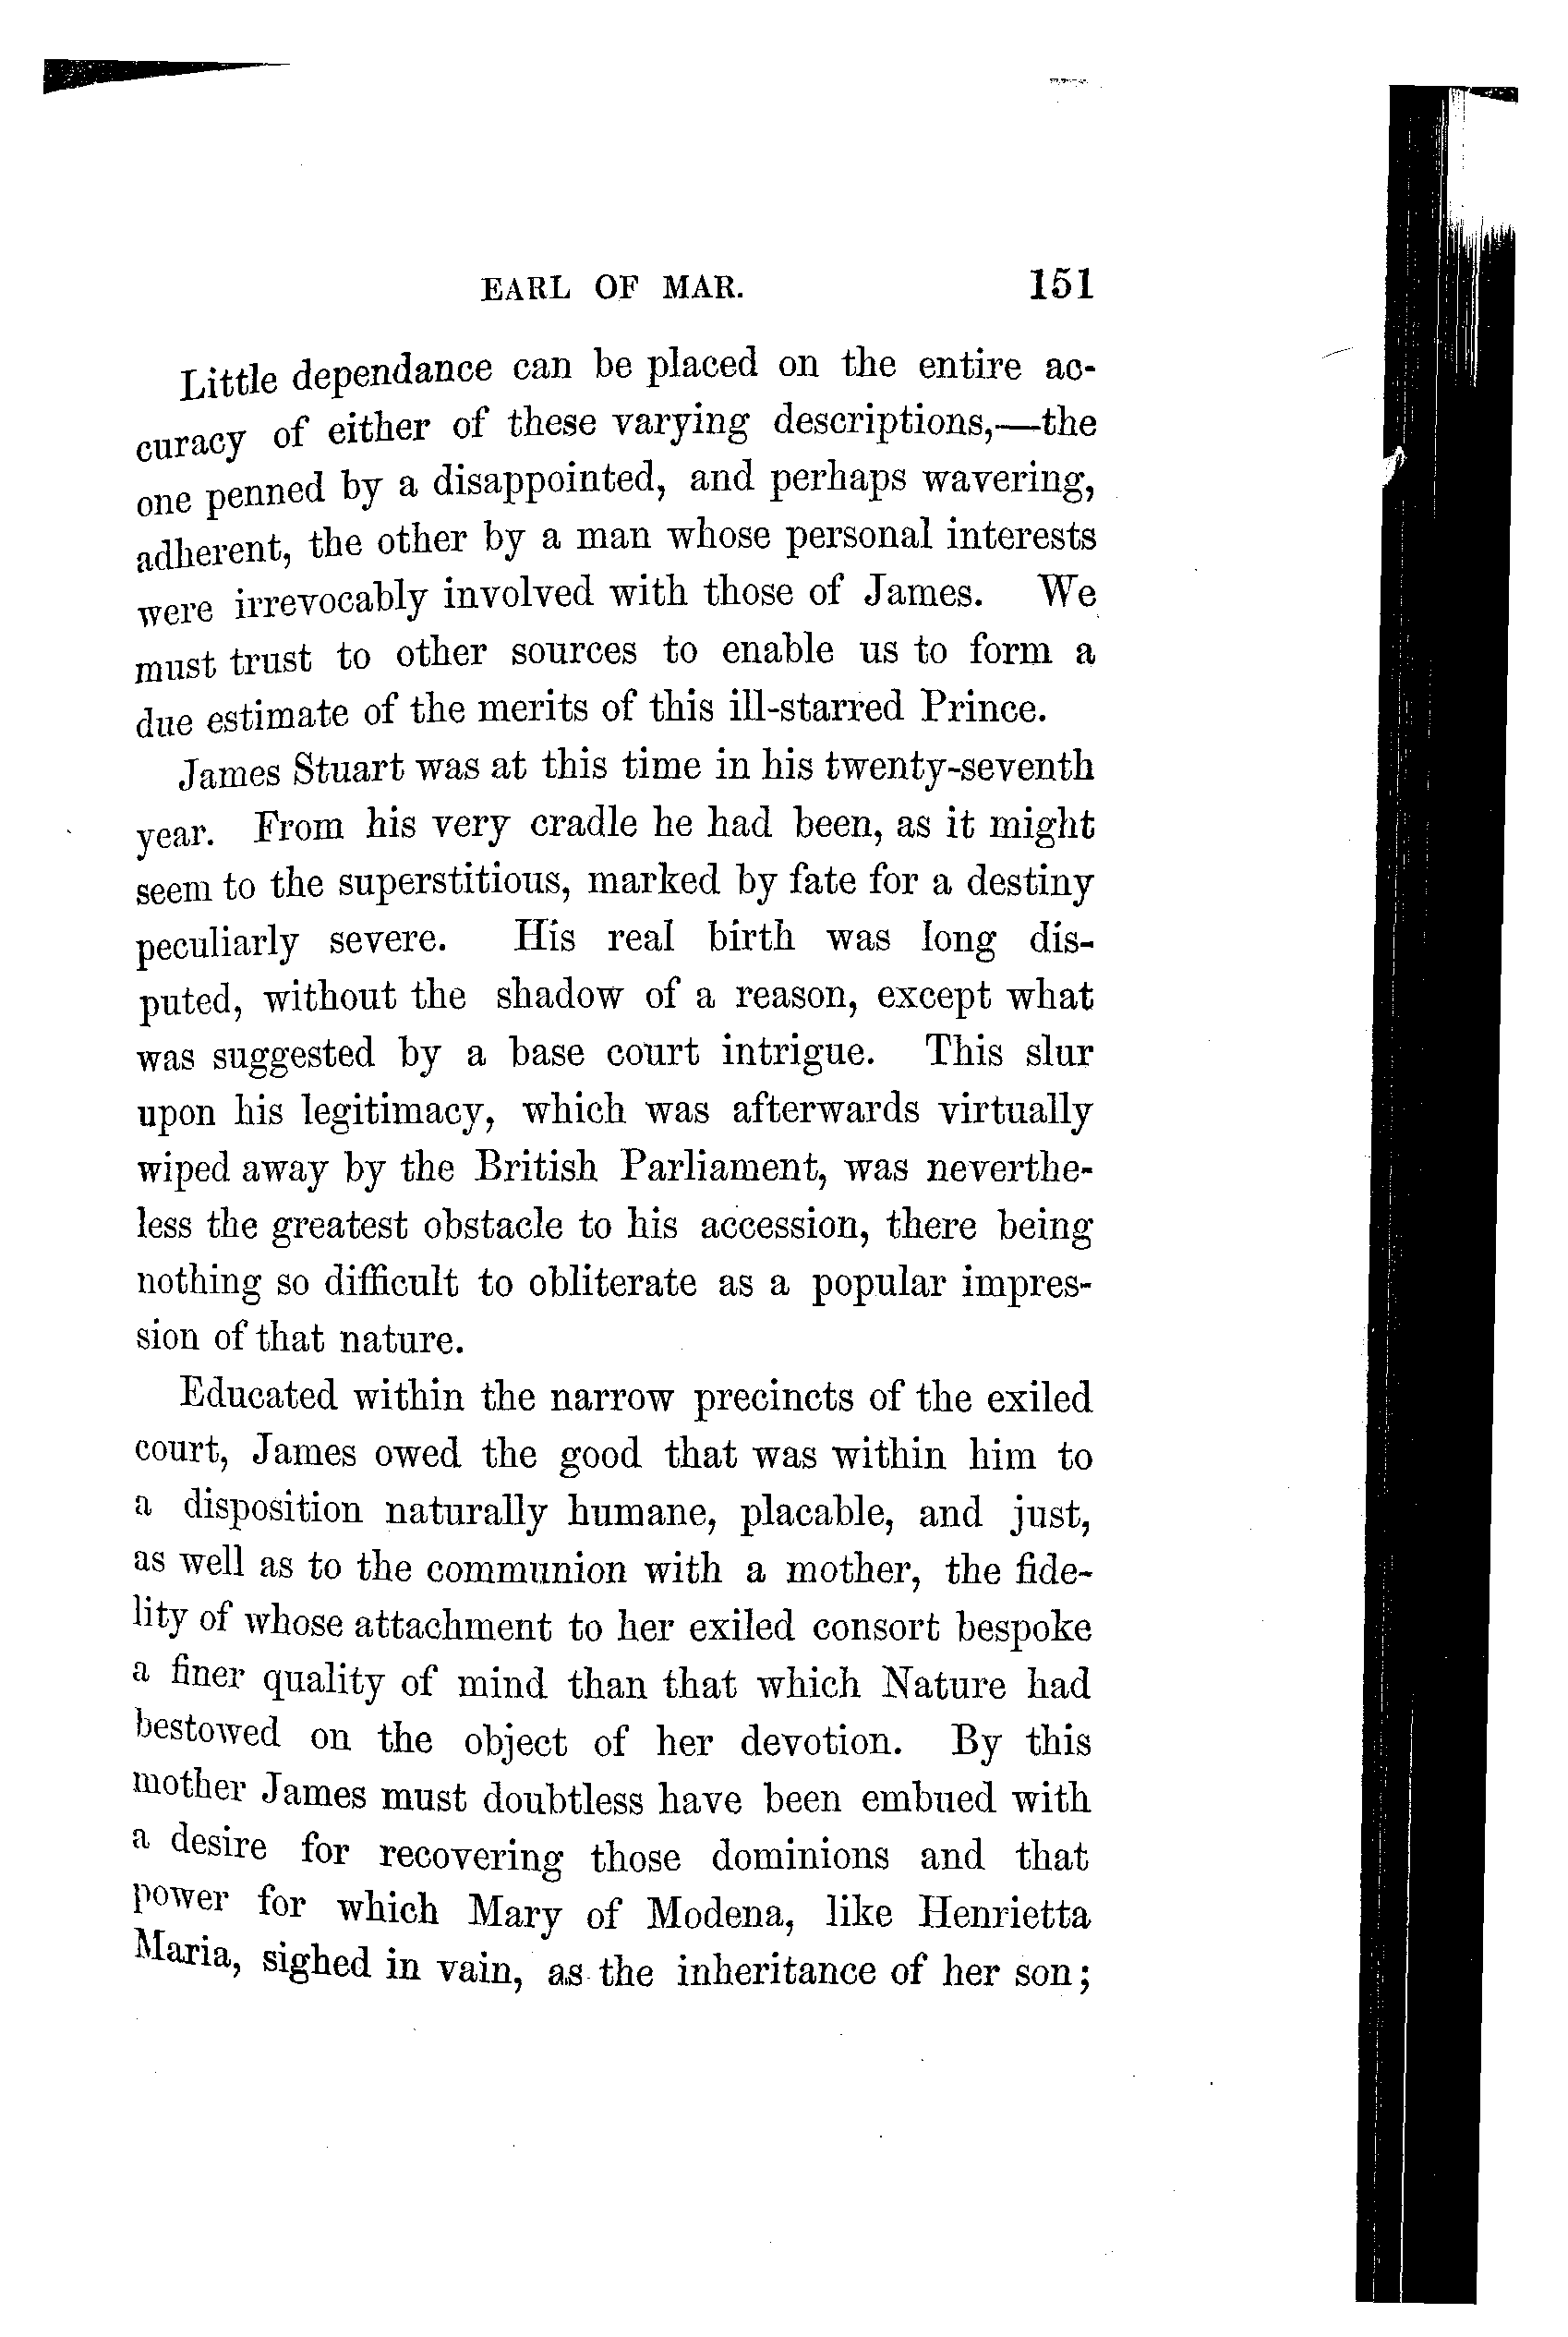 EARL OF MAR. 151
Little dependance can be placed on the entire ac-
curacy of either of these varying descriptions,—the
one penned by a disappointed, and perhaps wavering,
adherent, the other by a man whose personal interests
were irrevocably involved with those of James. We
must trust to other sources to enable us to form a
due estimate of the merits of this ill-starred Prince.
James Stuart was at this time in his twenty-seventh
year. From his very cradle he had been, as it might
seem to the superstitious, marked by fate for a destiny
peculiarly severe. His real birth was long dis-
puted, without the shadow of a reason, except what
was suggested by a base court intrigue. This slur
upon his legitimacy, which was afterwards virtually
wiped away by the British Parliament, was neverthe-
less the greatest obstacle to his accession, there being
nothing so difficult to obliterate as a popular impres-
sion of that nature.
Educated within the narrow precincts of the exiled
court, James owed the good that was within him to
a disposition naturally humane, placable, and just,
as well as to the communion with a mother, the fide-
lity of whose attachment to her exiled consort bespoke
a finer quality of mind than that which Nature had
bestowed on the object of her devotion. By this
mother James must doubtless have been embued with
a desire for recovering those dominions and that
power for which Mary of Modena, like Henrietta
Maria, sighed in vain, as the inheritance of her son;